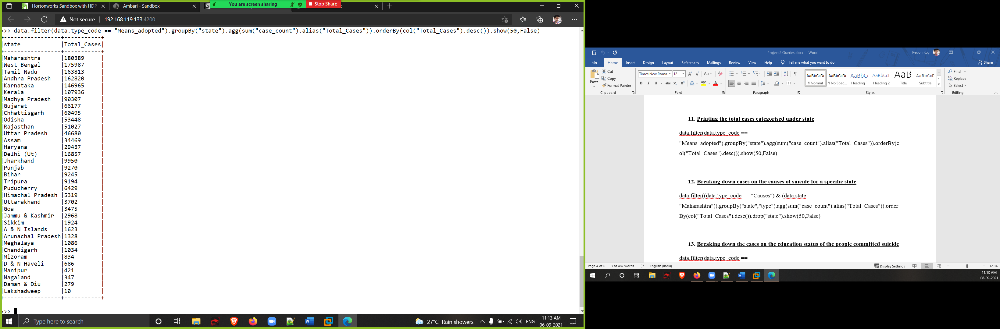 Hortonworks Sandbox with HDP
Ambari - Sandbox
You are screen sharing
Stop Share
Not secure
192.168.119.133:4200
>>> data.filter(data.type_code == "Means_adopted").groupBy("state").agg(sum("case_count").alias("Total_Cases")).orderBy(col("Total_Cases").desc()).show(50,False)
+------------------+-----------+
|state |Total_Cases|
+------------------+-----------+
|Maharashtra |180389 |
|West Bengal |175987 |
|Tamil Nadu |163813 |
|Andhra Pradesh |162820 |
|Karnataka |146965 |
|Kerala |107936 |
|Madhya Pradesh |90307 |
|Gujarat |66177 |
|Chhattisgarh |60495 |
|Odisha |53448 |
|Rajasthan |51027 |
|Uttar Pradesh |46680 |
|Assam |34469 |
|Haryana |29437 |
|Delhi (Ut) |16857 |
|Jharkhand |9950 |
|Punjab |9270 |
|Bihar |9245 |
|Tripura |9194 |
|Puducherry |6429 |
|Himachal Pradesh |5319 |
|Uttarakhand |3702 |
|Goa |3475 |
|Jammu & Kashmir |2968 |
|Sikkim |1924 |
|A & N Islands |1623 |
|Arunachal Pradesh|1328 |
|Meghalaya |1086 |
|Chandigarh |1034 |
|Mizoram |834 |
|D & N Haveli |686 |
|Manipur |421 |
|Nagaland |347 |
|Daman & Diu |279 |
|Lakshadweep |10 |
+------------------+-----------+
>>>
Type here to search
27°C Rain showers
ENG
11:13 AM
06-09-2021
Project 2 Queries.docx - Word
Redon Roy
File Home Insert Design Layout References Mailings Review View Help Tell me what you want to do
Share
Paste
Cut
Copy
Format Painter
Clipboard
Times New Roma 12
Aa
B I U abc x₂ x²
Font
Paragraph
AaBbCcDc AaBbCcDc AaBbC AaBbCcC AaB AaBbCcD
¶ Normal ¶ No Spac... Heading 1 Heading 2 Title Subtitle
Styles
Find
Replace
Select
Editing
11. Printing the total cases categorised under state
data.filter(data.type_code ==
"Means_adopted").groupBy("state").agg(sum("case_count").alias("Total_Cases")).orderBy(c
ol("Total_Cases").desc()).show(50,False)
12. Breaking down cases on the causes of suicide for a specific state
data.filter((data.type_code == "Causes") & (data.state ==
"Maharashtra")).groupBy("state","type").agg(sum("case_count").alias("Total_Cases")).order
By(col("Total_Cases").desc()).drop("state").show(50,False)
13. Breaking down the cases on the education status of the people committed suicide
data.filter(data.type_code ==
Page 4 of 6 3 of 487 words English (India)
Display Settings
121%
11:13 AM
06-09-2021